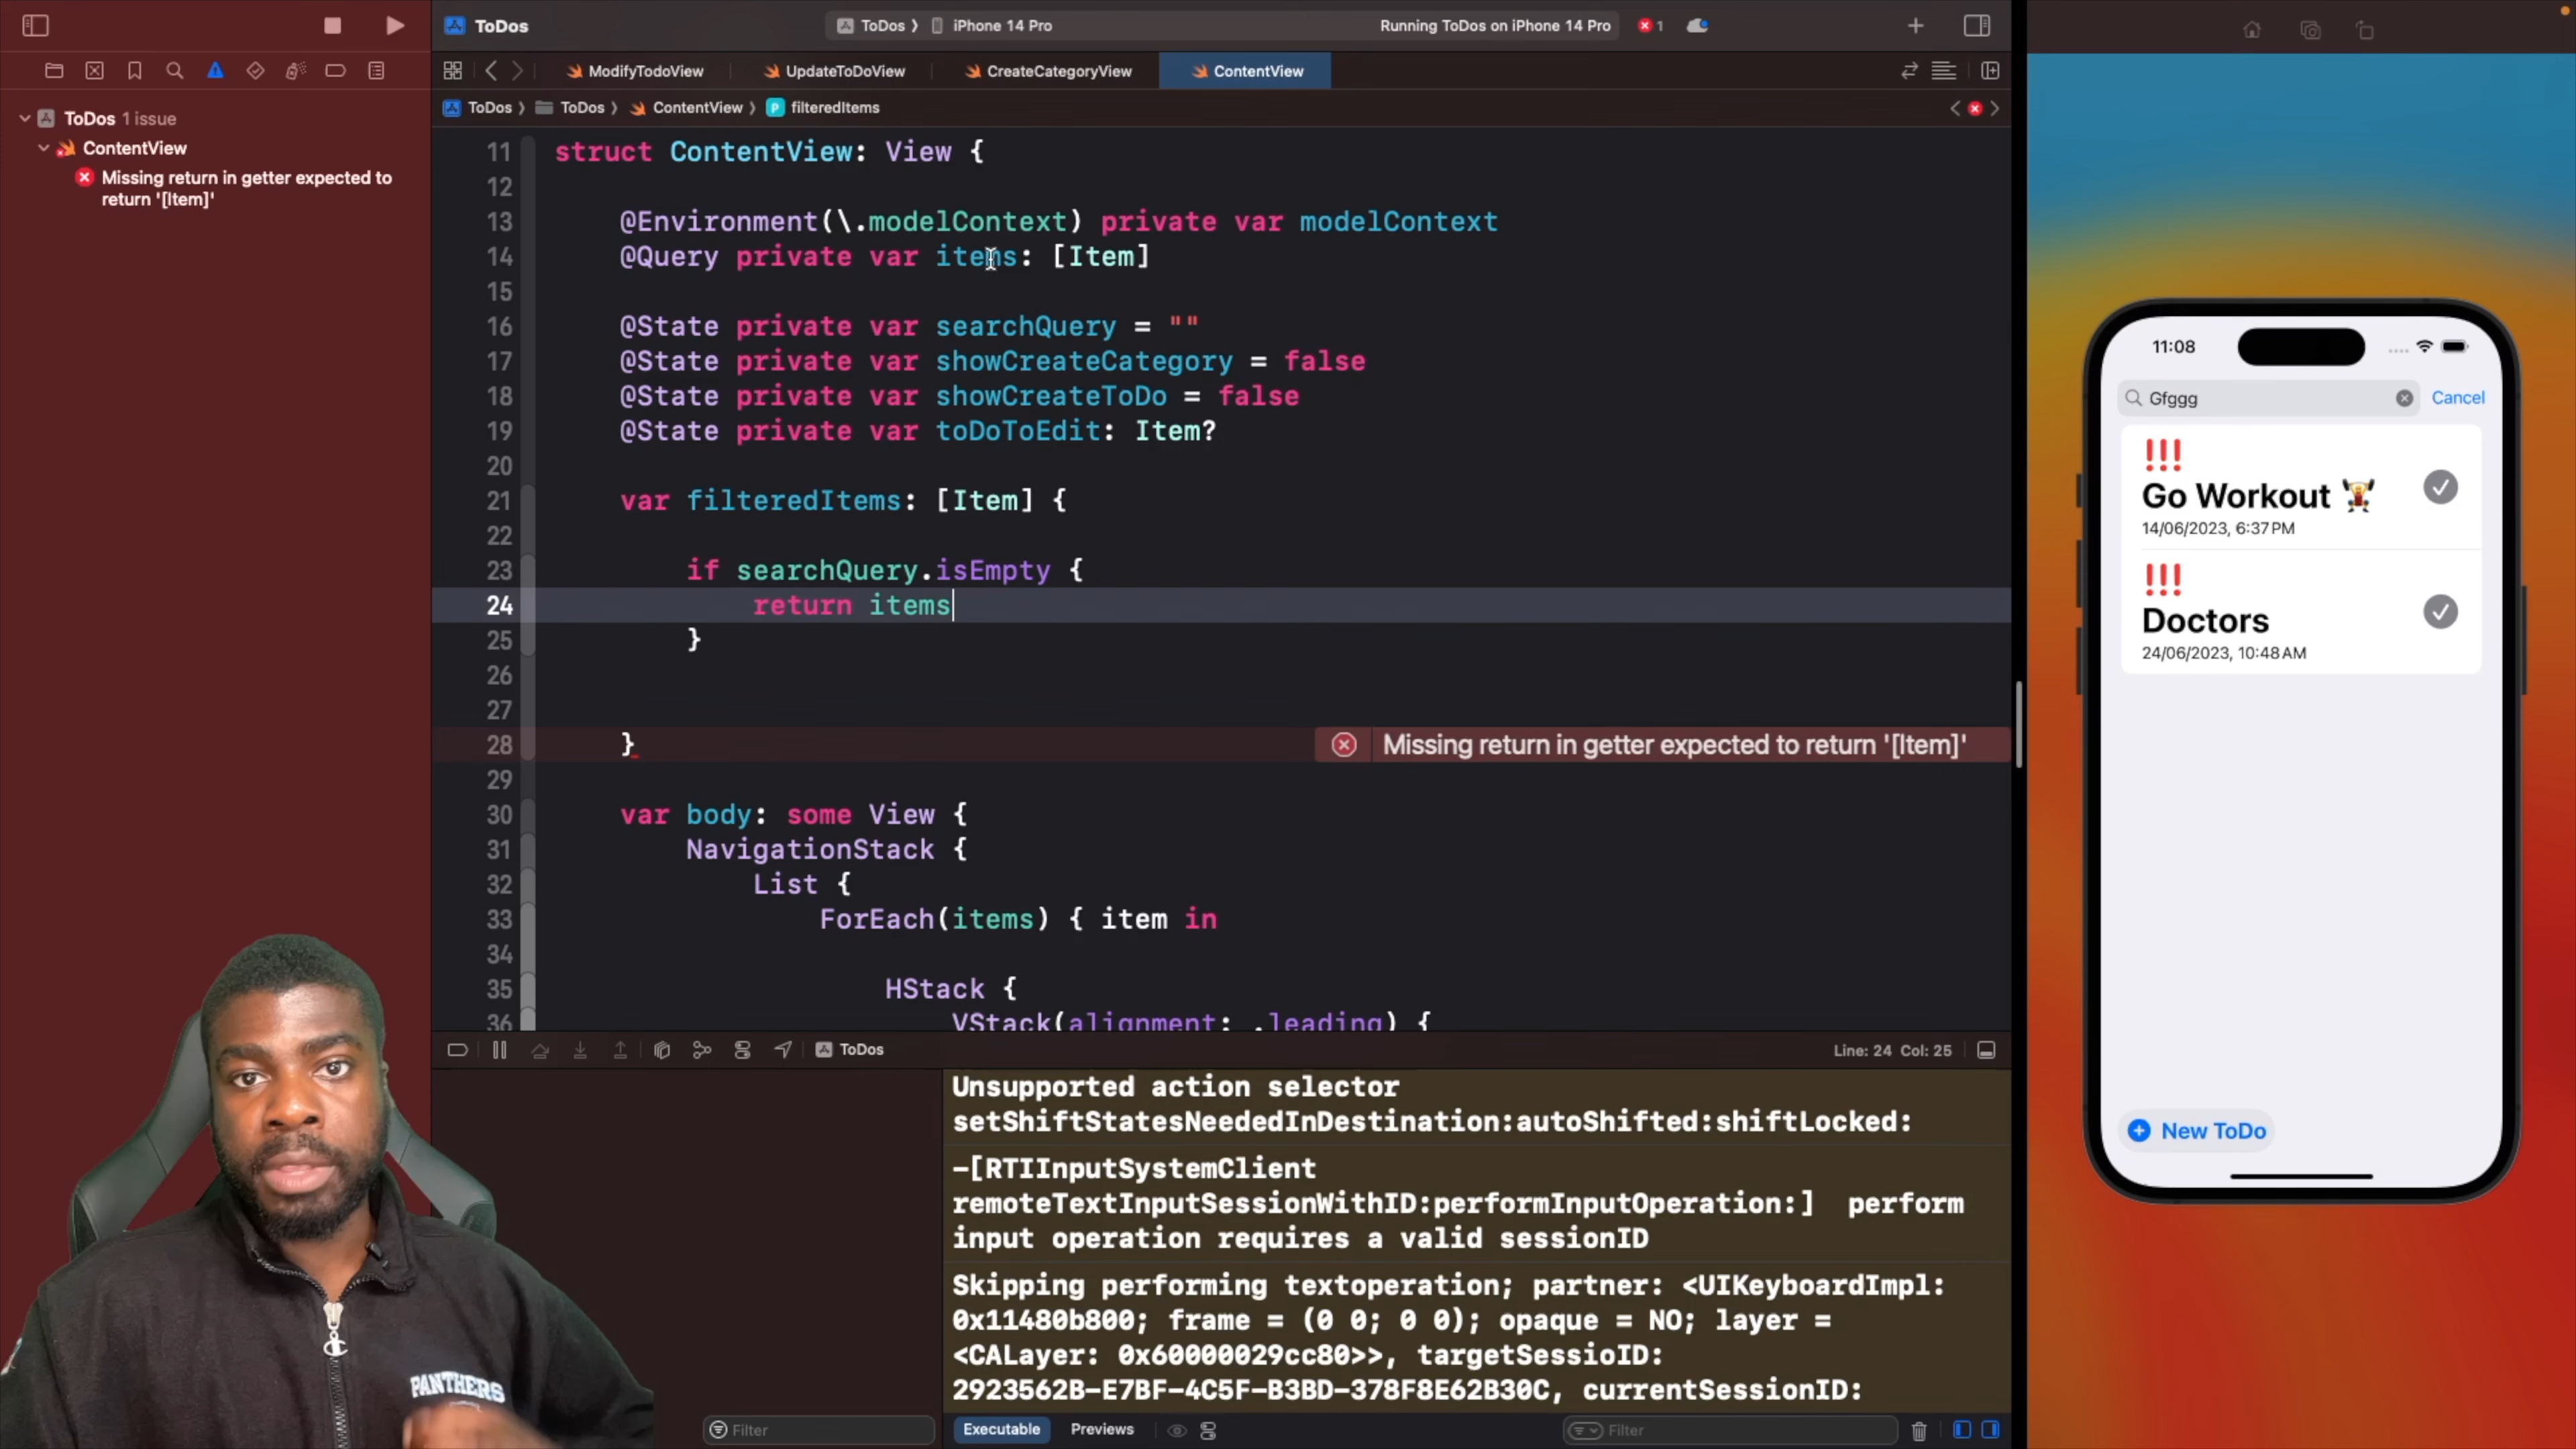 ToDos
ToDos
iPhone 14 Pro
Running ToDos on iPhone 14 Pro
1
ModifyTodoView
UpdateToDoView
CreateCategoryView
ContentView
ToDos
ToDos
ContentView
filteredItems
ToDos 1 issue
ContentView
Missing return in getter expected to
return '[Item]'
11 struct ContentView: View {
12
13 @Environment(\.modelContext) private var modelContext
14 @Query private var items: [Item]
15
16 @State private var searchQuery = ""
17 @State private var showCreateCategory = false
18 @State private var showCreateToDo = false
19 @State private var toDoToEdit: Item?
20
21 var filteredItems: [Item] {
22
23 if searchQuery.isEmpty {
24 return items
25 }
26
27
28 } Missing return in getter expected to return '[Item]'
29
30 var body: some View {
31 NavigationStack {
32 List {
33 ForEach(items) { item in
34
35 HStack {
36 VStack(alignment: .leading) {
ToDos
Line: 24 Col: 25
Unsupported action selector
setShiftStatesNeededInDestination:autoShifted:shiftLocked:
-[RTIInputSystemClient
remoteTextInputSessionWithID:performInputOperation:] perform
input operation requires a valid sessionID
Skipping performing textoperation; partner: <UIKeyboardImpl:
0x11480b800; frame = (0 0; 0 0); opaque = NO; layer =
<CALayer: 0x60000029cc80>>, targetSessioID:
2923562B-E7BF-4C5F-B3BD-378F8E62B30C, currentSessionID:
Filter
Executable
Previews
Filter
PANTHERS
11:08
Gfggg
Cancel
!!!
Go Workout 🏋️
14/06/2023, 6:37 PM
!!!
Doctors
24/06/2023, 10:48 AM
New ToDo